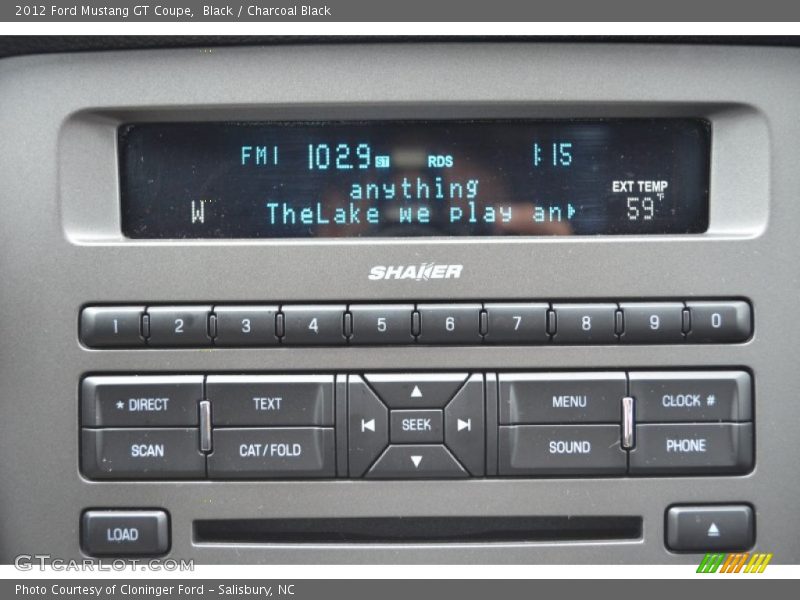 2012 Ford Mustang GT Coupe, Black / Charcoal Black
FM1 102.9 ST RDS 1:15
anything
EXT TEMP
W TheLake we play an 59°F
SHAKER
1 2 3 4 5 6 7 8 9 0
* DIRECT TEXT MENU CLOCK #
SEEK
SCAN CAT/FOLD SOUND PHONE
LOAD
GTCARLOT.COM
Photo Courtesy of Cloninger Ford - Salisbury, NC